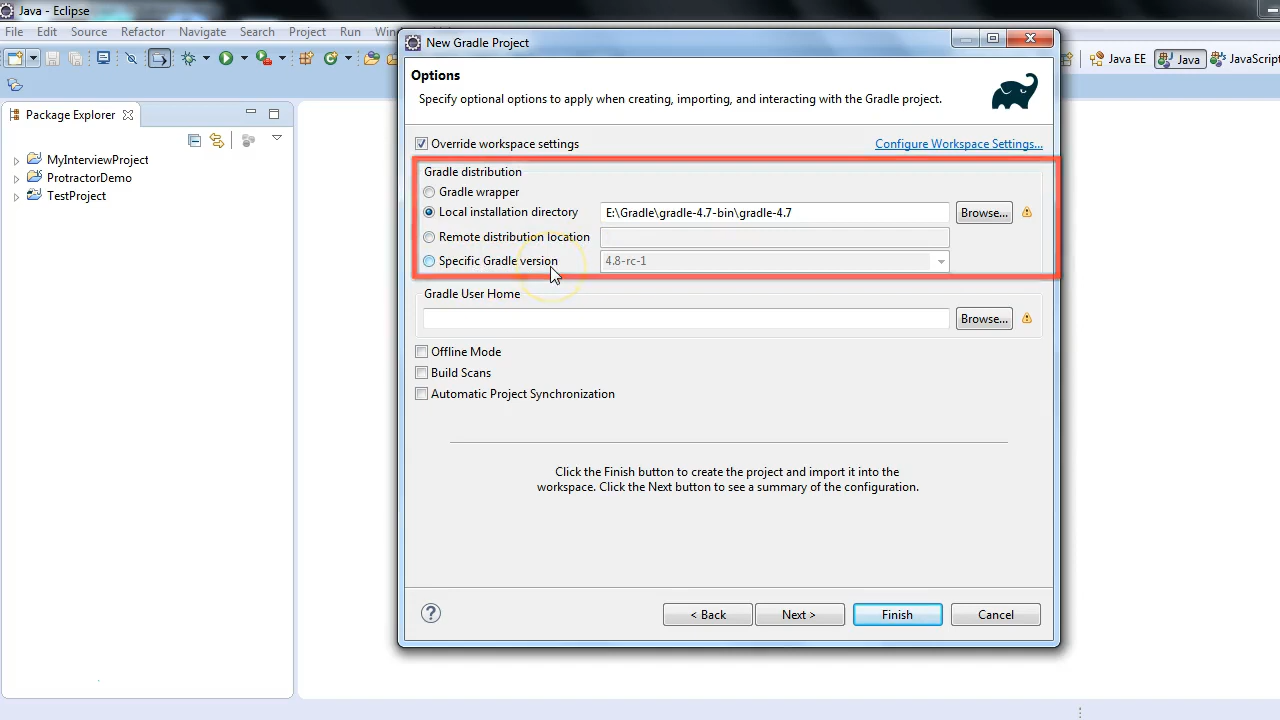 Java - Eclipse
File Edit Source Refactor Navigate Search Project Run
New Gradle Project
Java EE Java JavaScript
Options
Specify optional options to apply when creating, importing, and interacting with the Gradle project.
Package Explorer
MyInterviewProject
ProtractorDemo
TestProject
Override workspace settings Configure Workspace Settings...
Gradle distribution
Gradle wrapper
Local installation directory E:\Gradle\gradle-4.7-bin\gradle-4.7 Browse...
Remote distribution location
Specific Gradle version 4.8-rc-1
Gradle User Home
Browse...
Offline Mode
Build Scans
Automatic Project Synchronization
Click the Finish button to create the project and import it into the
workspace. Click the Next button to see a summary of the configuration.
? < Back Next > Finish Cancel